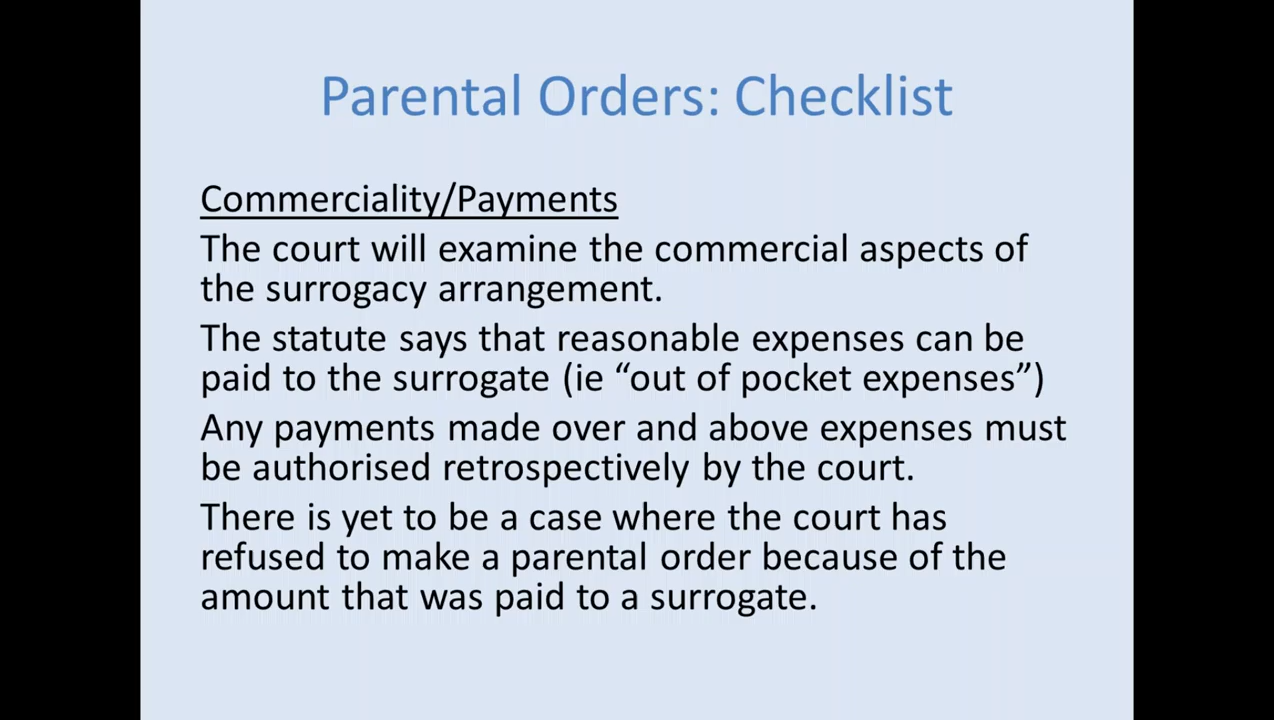 Parental Orders: Checklist
Commerciality/Payments
The court will examine the commercial aspects of
the surrogacy arrangement.
The statute says that reasonable expenses can be
paid to the surrogate (ie “out of pocket expenses”)
Any payments made over and above expenses must
be authorised retrospectively by the court.
There is yet to be a case where the court has
refused to make a parental order because of the
amount that was paid to a surrogate.